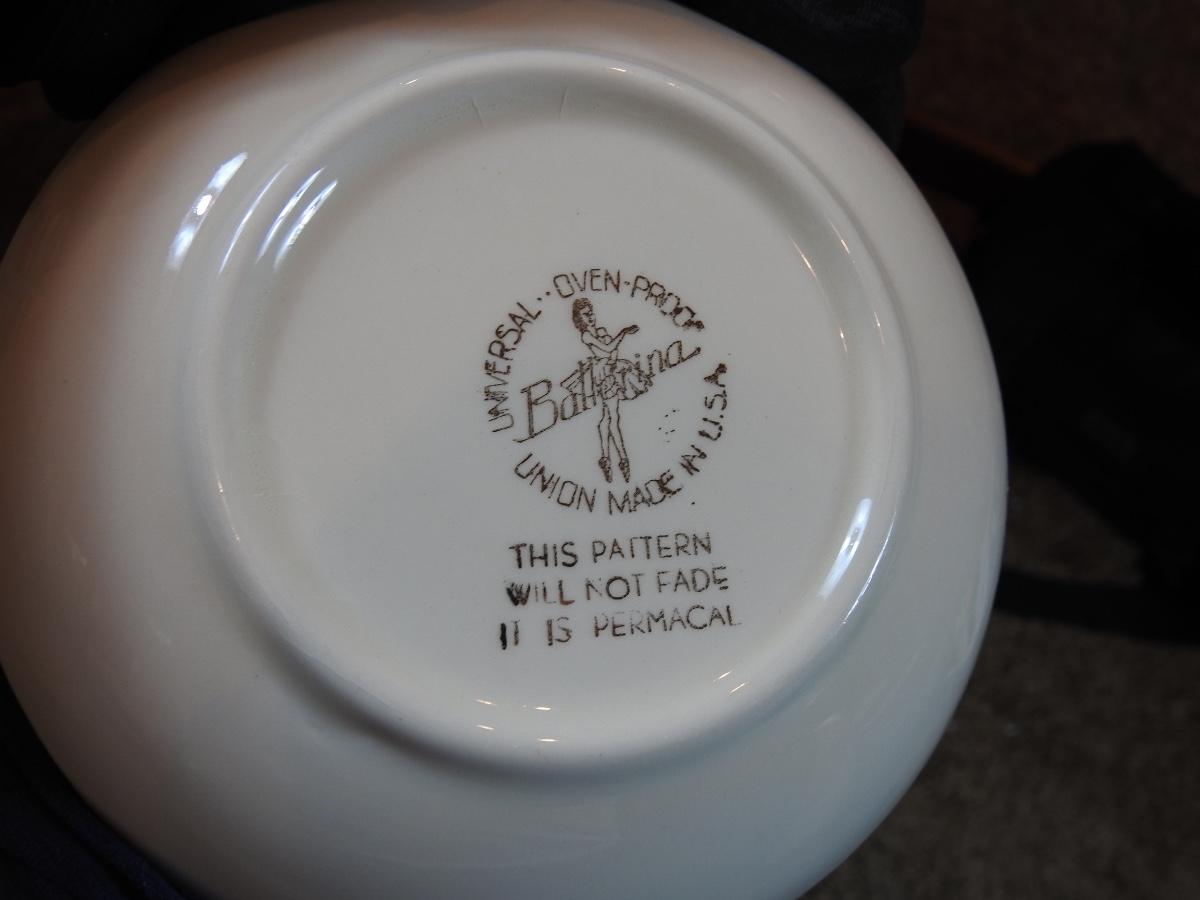 UNIVERSAL··OVEN-PROOF
Ballerina
UNION MADE IN U.S.A
THIS PATTERN
WILL NOT FADE
IT IS PERMACAL